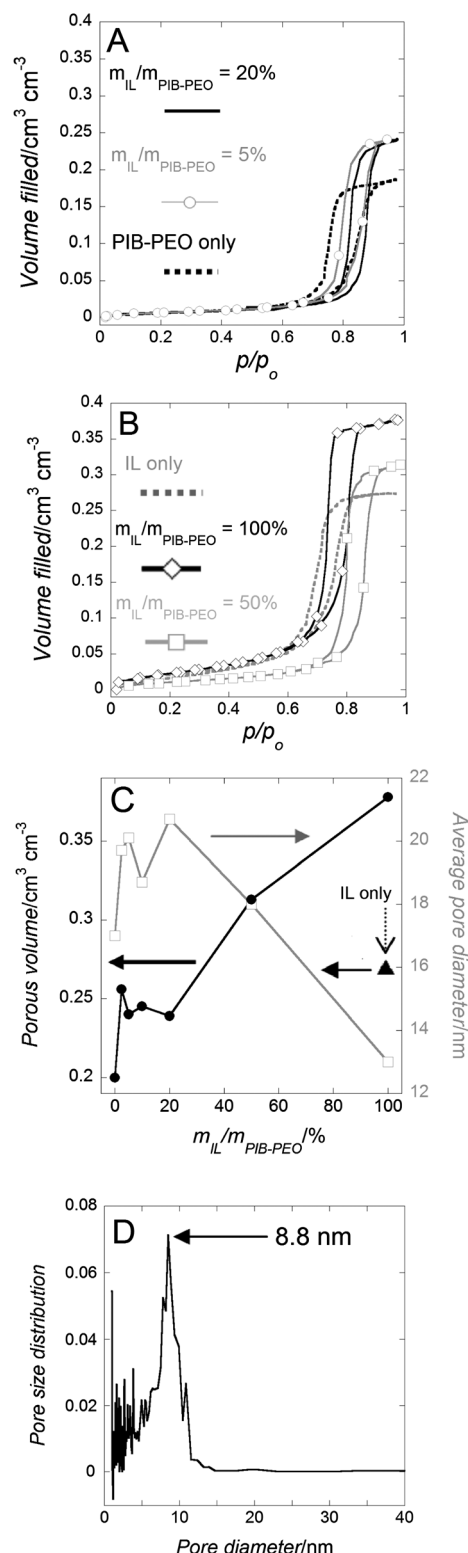 A
m_IL/m_PIB-PEO = 20%
m_IL/m_PIB-PEO = 5%
PIB-PEO only
Volume filled/cm³ cm⁻³
0.4
0.35
0.3
0.25
0.2
0.15
0.1
0.05
0
0 0.2 0.4 0.6 0.8 1
p/p_o
B
IL only
m_IL/m_PIB-PEO = 100%
m_IL/m_PIB-PEO = 50%
Volume filled/cm³ cm⁻³
0.4
0.35
0.3
0.25
0.2
0.15
0.1
0.05
0
0 0.2 0.4 0.6 0.8 1
p/p_o
C
IL only
Porous volume/cm³ cm⁻³
0.35
0.3
0.25
0.2
Average pore diameter/nm
22
20
18
16
14
12
0 20 40 60 80 100
m_IL/m_PIB-PEO/%
D
8.8 nm
Pore size distribution
0.08
0.06
0.04
0.02
0
0 10 20 30 40
Pore diameter/nm